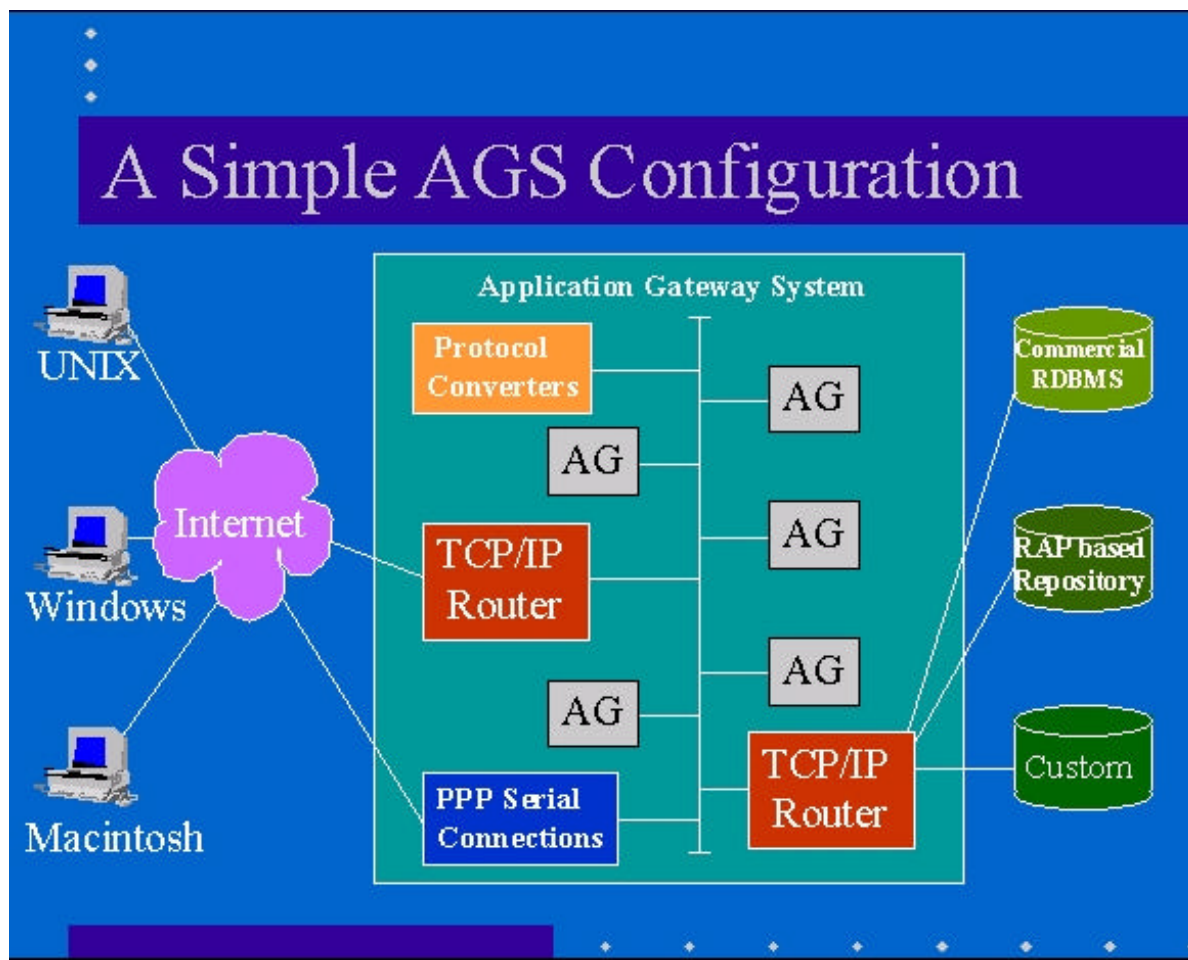 A Simple AGS Configuration
UNIX
Windows
Macintosh
Internet
Application Gateway System
Protocol
Converters
AG
AG
TCP/IP
Router
AG
AG
AG
PPP Serial
Connections
TCP/IP
Router
Commercial
RDBMS
RAP based
Repository
Custom